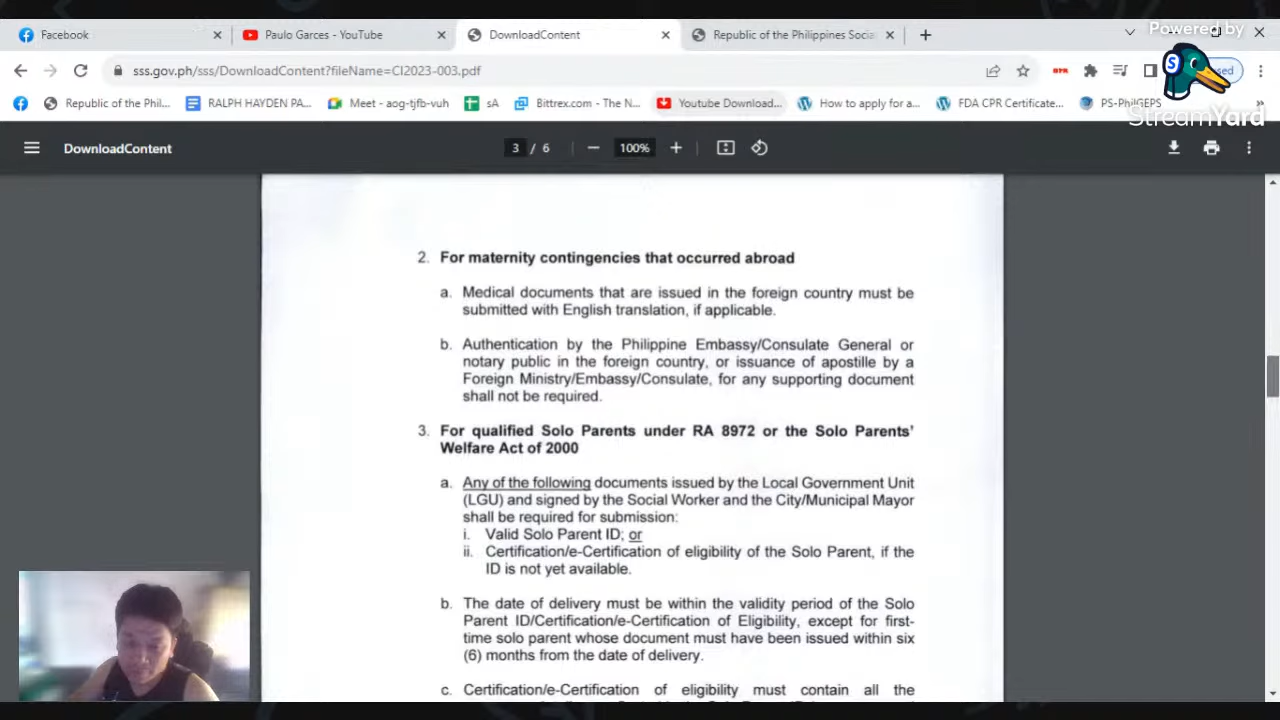 Powered by
StreamYard
Facebook
Paulo Garces - YouTube
DownloadContent
Republic of the Philippines Socia
sss.gov.ph/sss/DownloadContent?fileName=CI2023-003.pdf
Republic of the Phil...
RALPH HAYDEN PA...
Meet - aog-tjfb-vuh
sA
Bittrex.com - The N...
Youtube Download...
How to apply for a...
FDA CPR Certificate...
PS-PhilGEPS
DownloadContent
3 / 6
100%
2. For maternity contingencies that occurred abroad
a. Medical documents that are issued in the foreign country must be
submitted with English translation, if applicable.
b. Authentication by the Philippine Embassy/Consulate General or
notary public in the foreign country, or issuance of apostille by a
Foreign Ministry/Embassy/Consulate, for any supporting document
shall not be required.
3. For qualified Solo Parents under RA 8972 or the Solo Parents'
Welfare Act of 2000
a. Any of the following documents issued by the Local Government Unit
(LGU) and signed by the Social Worker and the City/Municipal Mayor
shall be required for submission:
i. Valid Solo Parent ID; or
ii. Certification/e-Certification of eligibility of the Solo Parent, if the
ID is not yet available.
b. The date of delivery must be within the validity period of the Solo
Parent ID/Certification/e-Certification of Eligibility, except for first-
time solo parent whose document must have been issued within six
(6) months from the date of delivery.
c. Certification/e-Certification of eligibility must contain all the